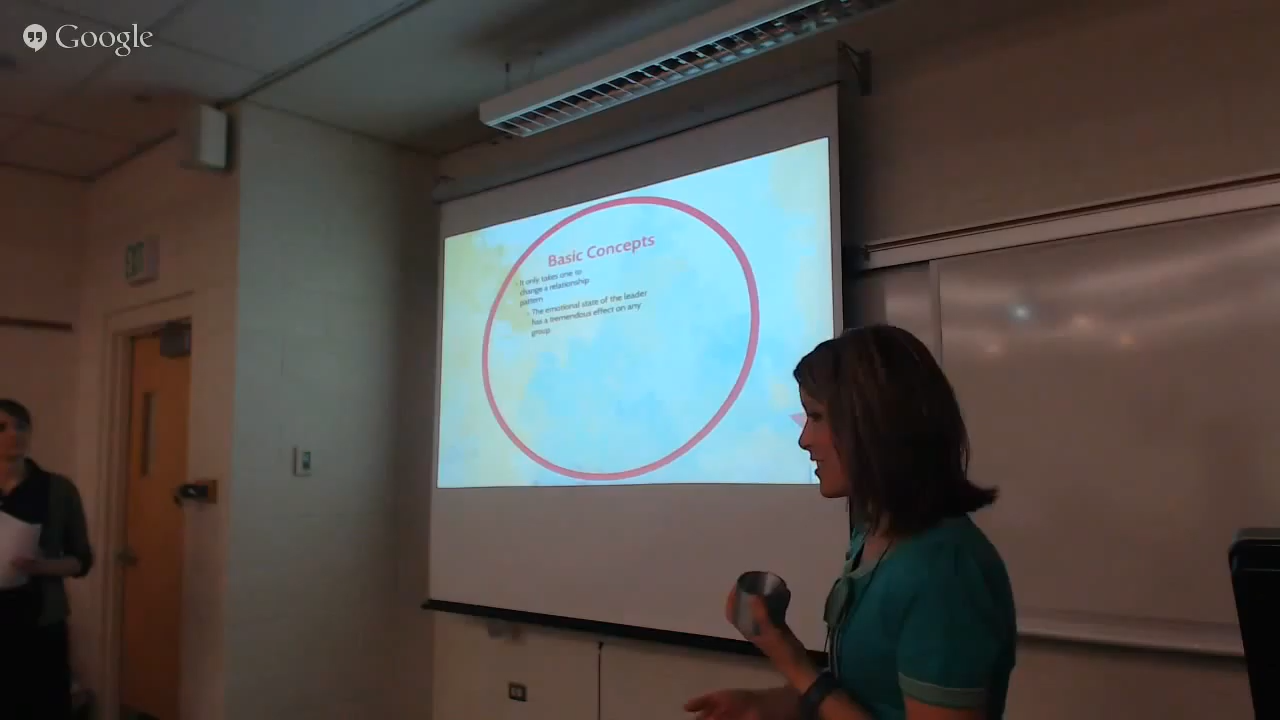 Google
Basic Concepts
· It only takes one to
change a relationship
pattern
· The emotional state of the leader
has a tremendous effect on any
group